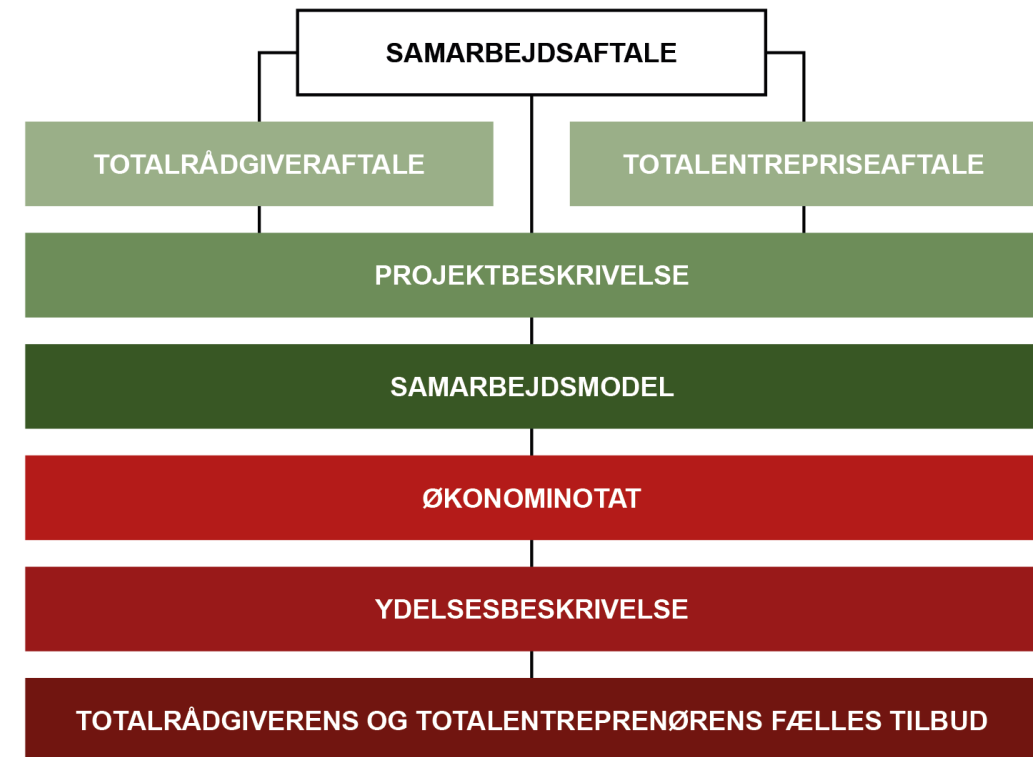 SAMARBEJDSAFTALE
TOTALRÅDGIVERAFTALE
TOTALENTREPRISEAFTALE
PROJEKTBESKRIVELSE
SAMARBEJDSMODEL
ØKONOMINOTAT
YDELSESBESKRIVELSE
TOTALRÅDGIVERENS OG TOTALENTREPRENØRENS FÆLLES TILBUD